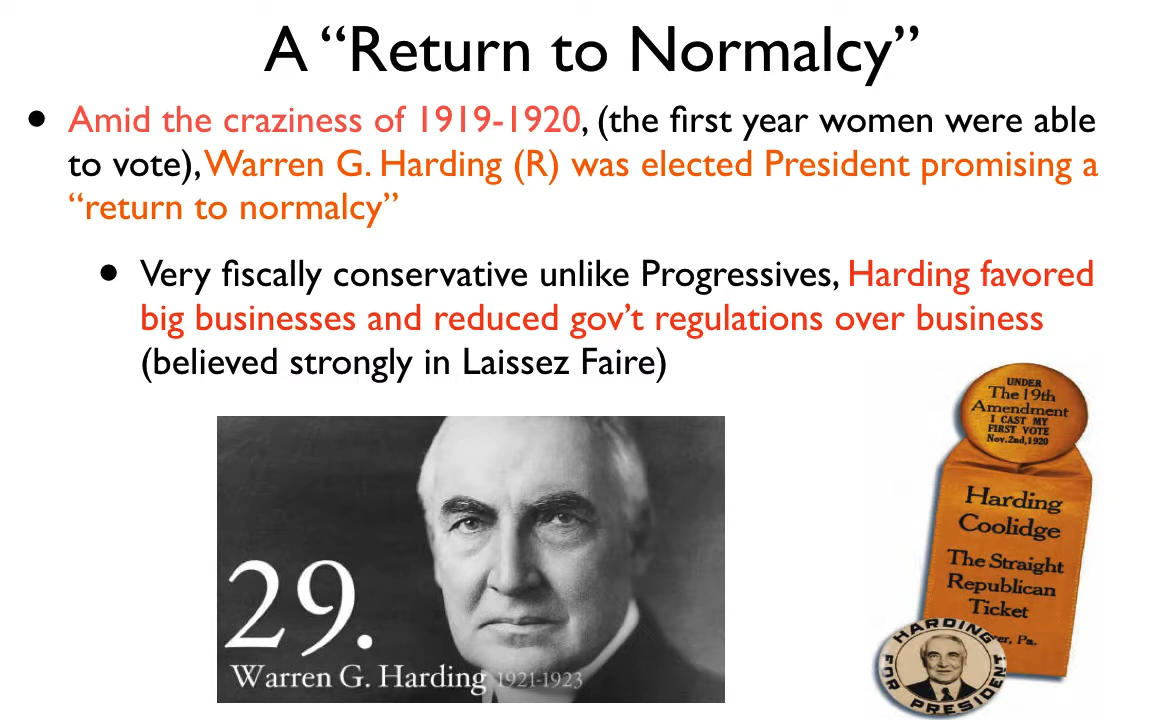 A “Return to Normalcy”
Amid the craziness of 1919-1920, (the first year women were able
to vote), Warren G. Harding (R) was elected President promising a
“return to normalcy”
Very fiscally conservative unlike Progressives, Harding favored
big businesses and reduced gov’t regulations over business
(believed strongly in Laissez Faire)
29.
Warren G. Harding 1921-1923
UNDER
The 19th
Amendment
I CAST MY
FIRST VOTE
Nov. 2nd, 1920
Harding
Coolidge
The Straight
Republican
Ticket
Pa.
HARDING
FOR PRESIDENT